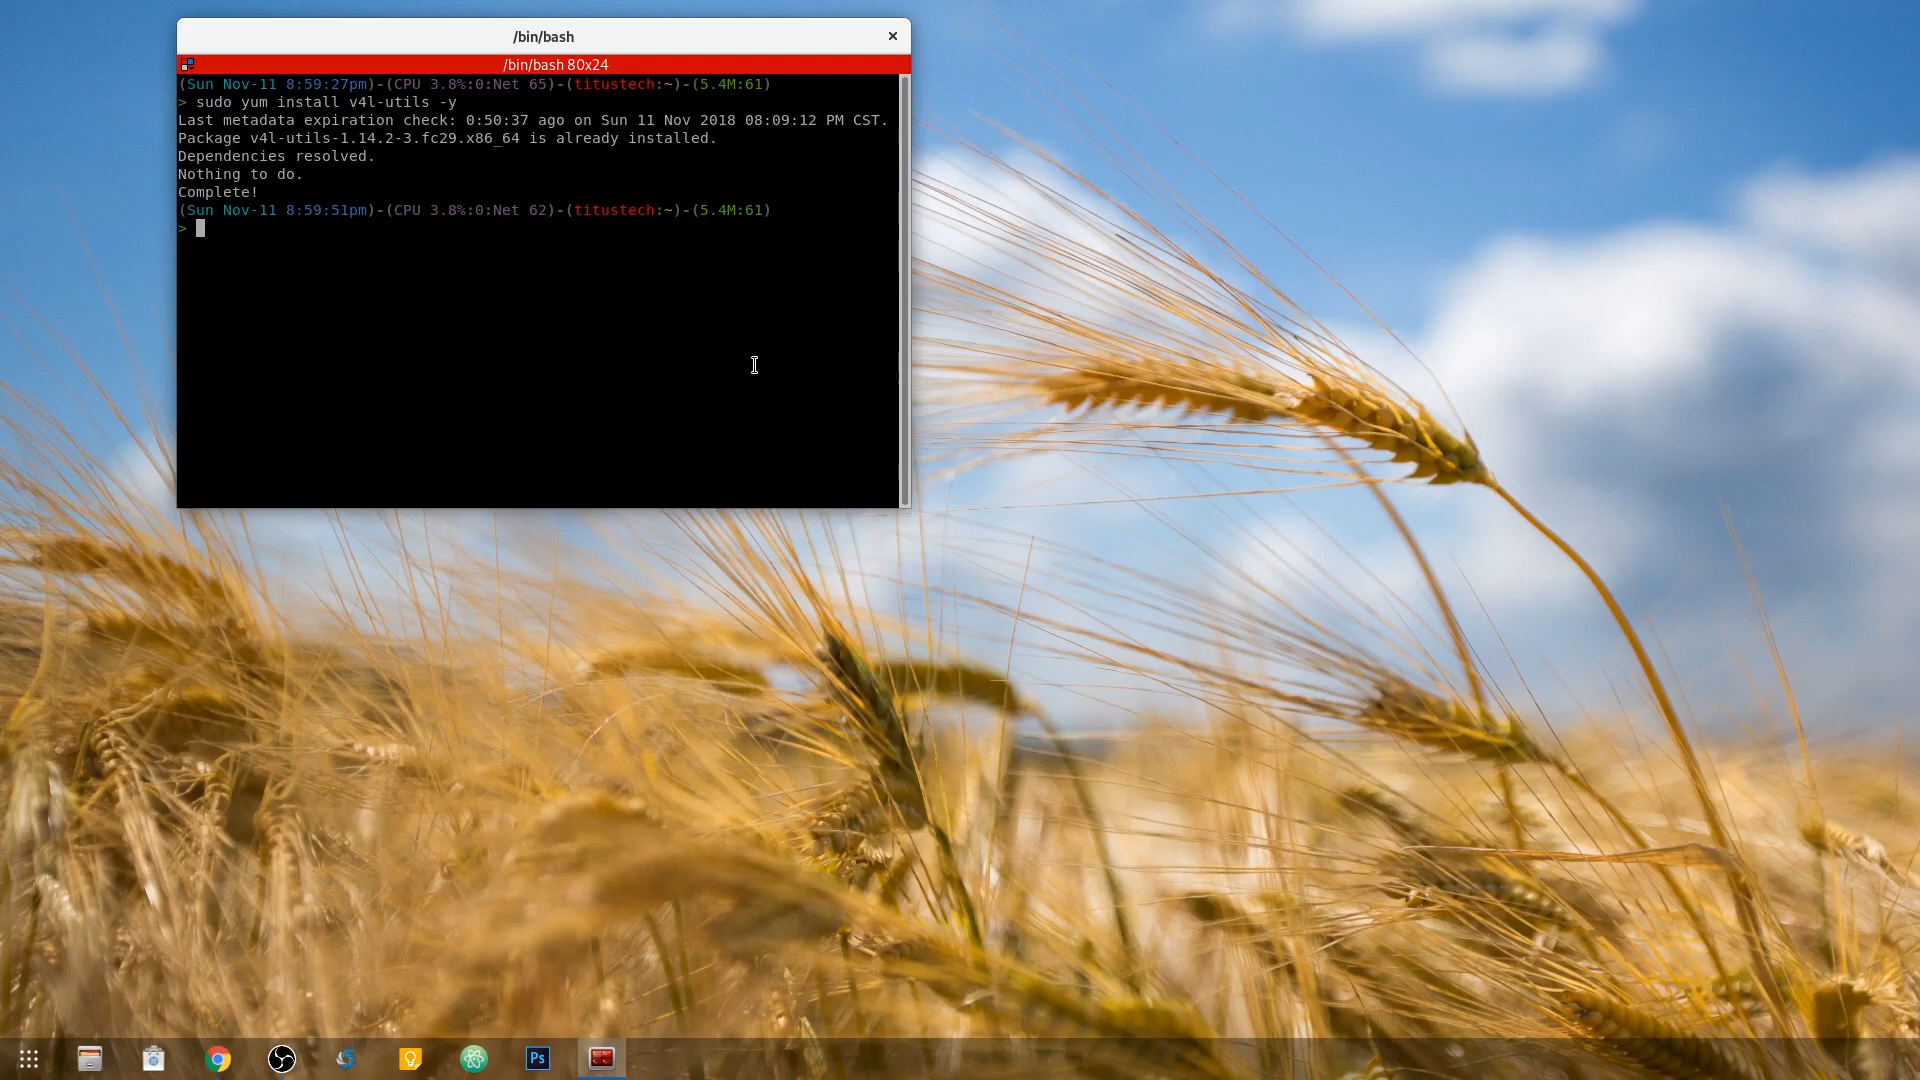 /bin/bash
/bin/bash 80x24
(Sun Nov-11 8:59:27pm)-(CPU 3.8%:0:Net 65)-(titustech:~)-(5.4M:61)
> sudo yum install v4l-utils -y
Last metadata expiration check: 0:50:37 ago on Sun 11 Nov 2018 08:09:12 PM CST.
Package v4l-utils-1.14.2-3.fc29.x86_64 is already installed.
Dependencies resolved.
Nothing to do.
Complete!
(Sun Nov-11 8:59:51pm)-(CPU 3.8%:0:Net 62)-(titustech:~)-(5.4M:61)
>
Ps